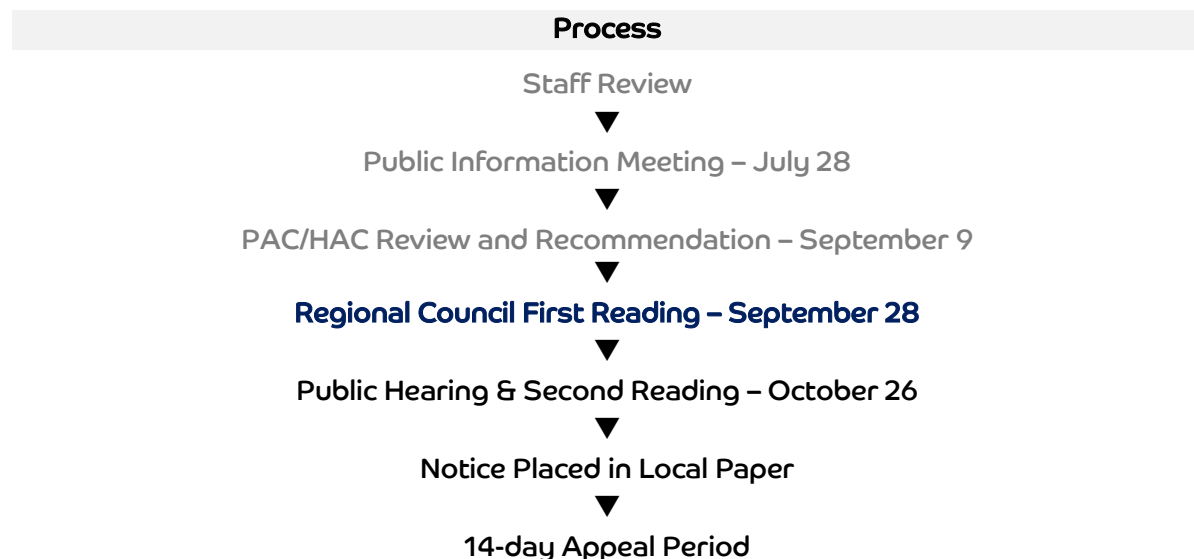 Process
Staff Review
Public Information Meeting – July 28
PAC/HAC Review and Recommendation – September 9
Regional Council First Reading – September 28
Public Hearing & Second Reading – October 26
Notice Placed in Local Paper
14-day Appeal Period